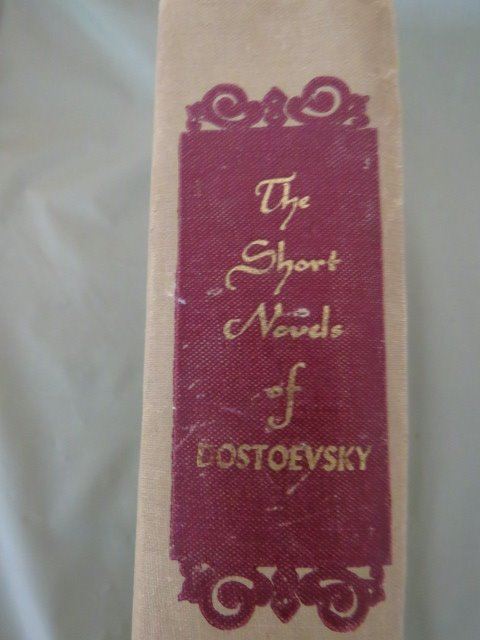 The
Short
Novels
of
DOSTOEVSKY